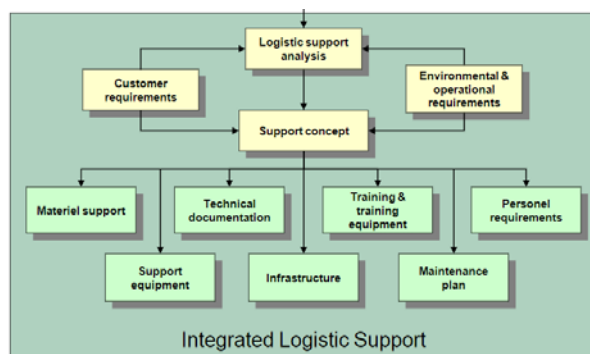 Logistic support
analysis
Customer
requirements
Environmental &
operational
requirements
Support concept
Materiel support
Technical
documentation
Training &
training
equipment
Personel
requirements
Support
equipment
Infrastructure
Maintenance
plan
Integrated Logistic Support